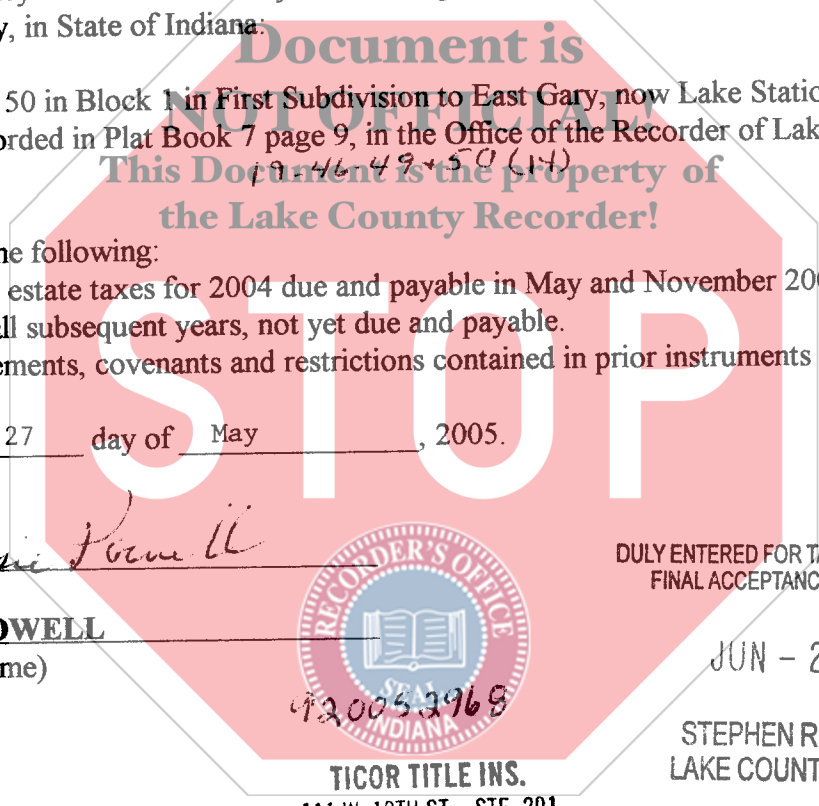 y, in State of Indiana:
Document is
50 in Block 1 in First Subdivision to East Gary, now Lake Statio
NOT OFFICIAL!
orded in Plat Book 7 page 9, in the Office of the Recorder of Lak
19-46-49+50 (14)
This Document is the property of
the Lake County Recorder!
ne following:
estate taxes for 2004 due and payable in May and November 200
ll subsequent years, not yet due and payable.
ements, covenants and restrictions contained in prior instruments
STOP
27 day of May, 2005.
DULY ENTERED FOR TA
FINAL ACCEPTANC
OWELL
me)
RECORDER'S OFFICE
SEAL
INDIANA
JUN - 2
920052968
STEPHEN R
LAKE COUNT
TICOR TITLE INS.